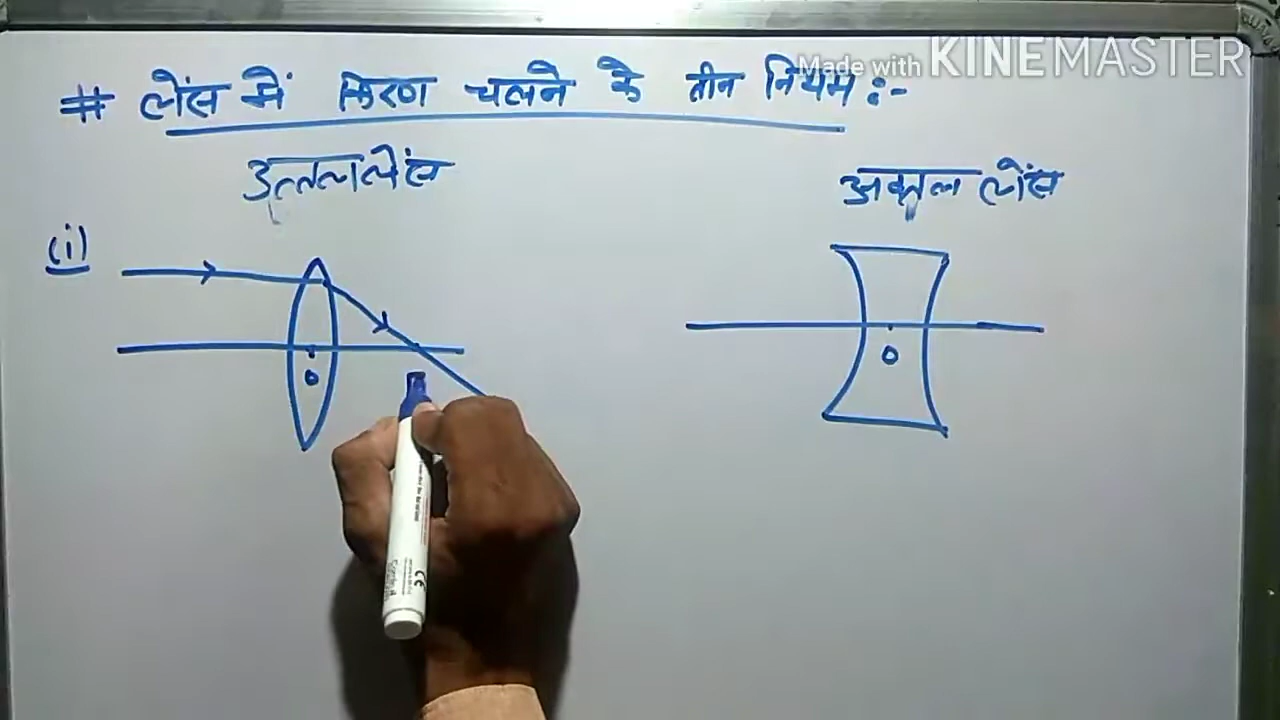 Made with KINEMASTER
# लेंस में किरण चलने के तीन नियम :-
उत्तल लेंस
अवतल लेंस
(i)
O
O